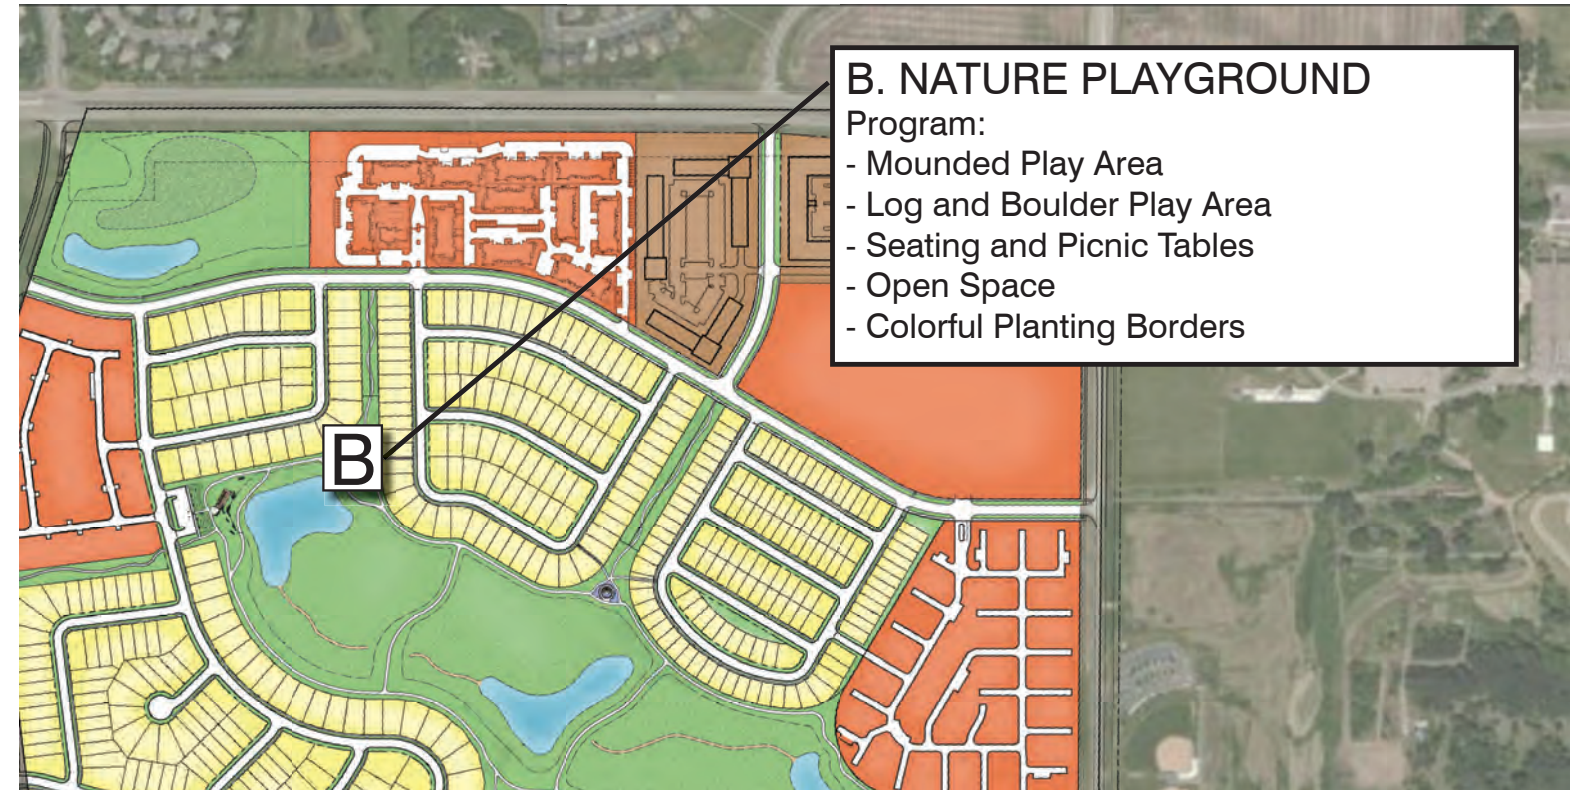 B. NATURE PLAYGROUND
Program:
- Mounded Play Area
- Log and Boulder Play Area
- Seating and Picnic Tables
- Open Space
- Colorful Planting Borders
B